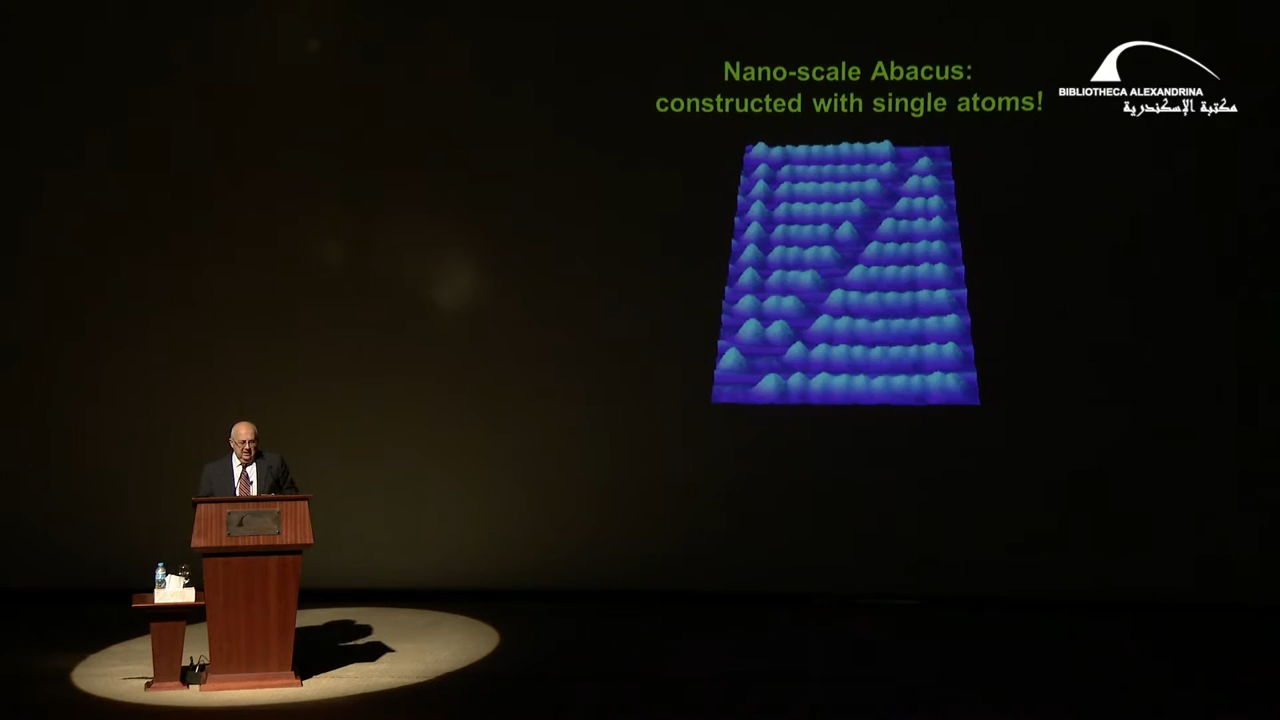 Nano-scale Abacus:
constructed with single atoms!
BIBLIOTHECA ALEXANDRINA
مكتبة الإسكندرية